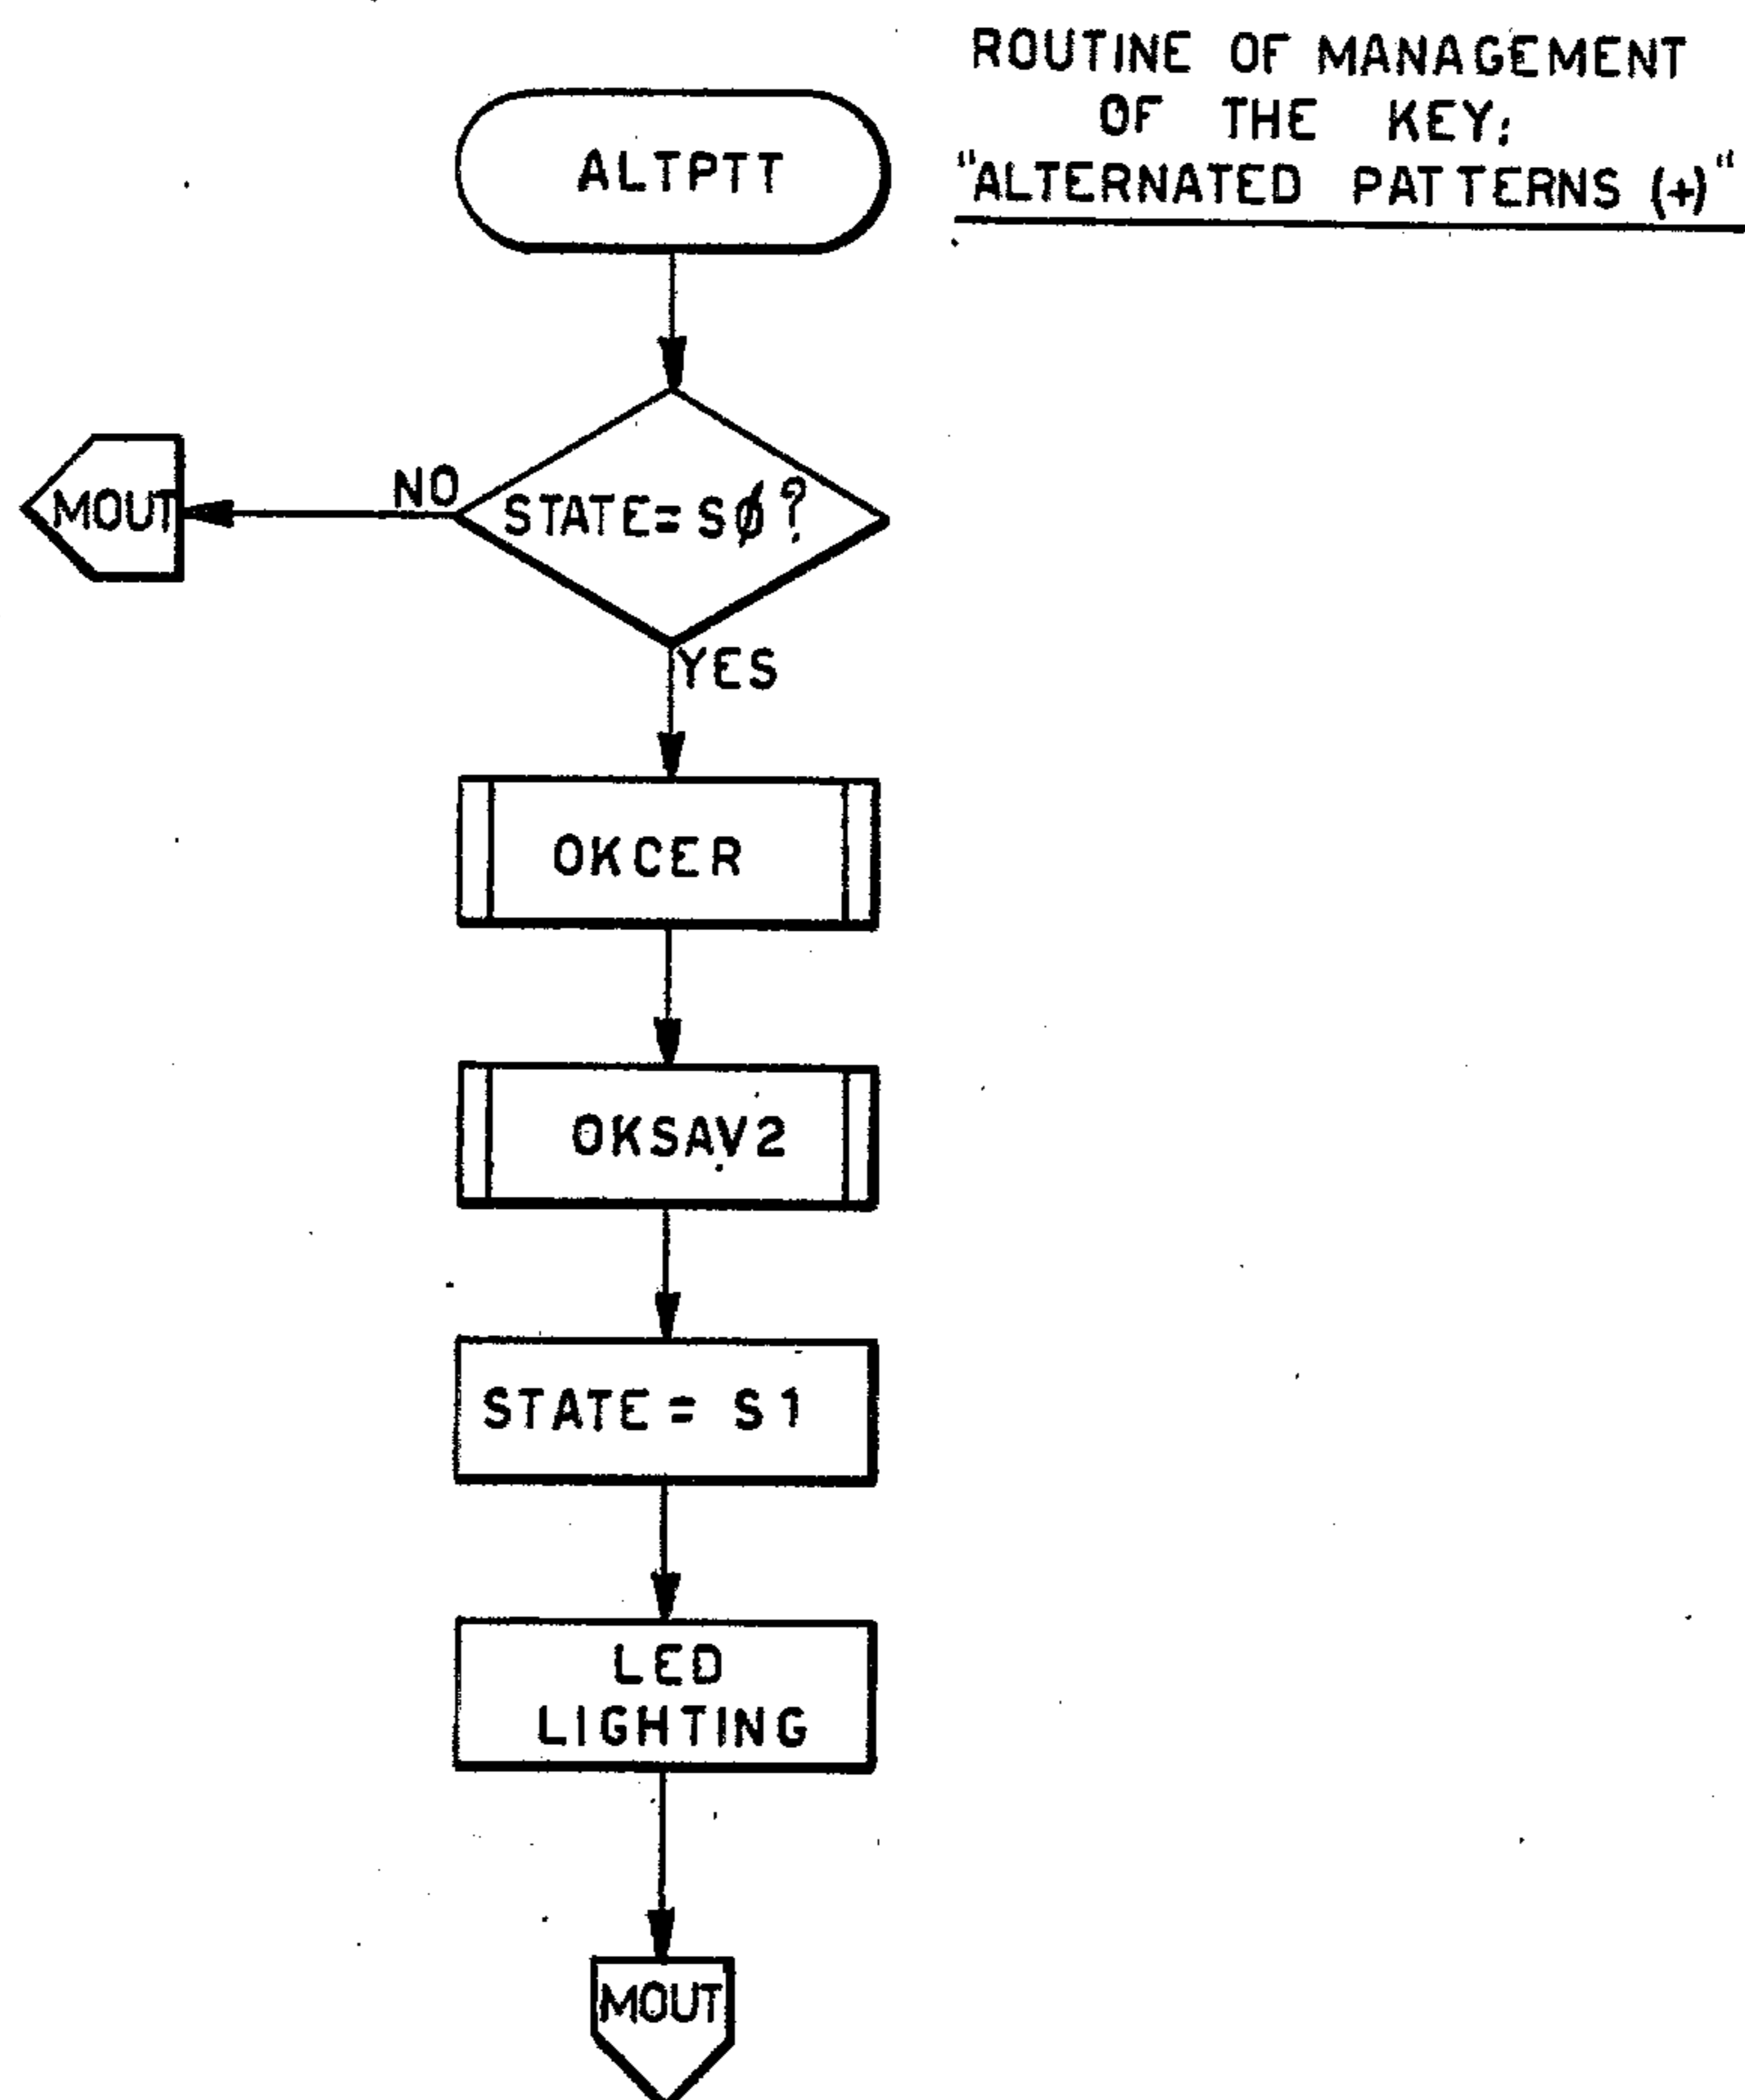 ROUTINE OF MANAGEMENT
OF THE KEY:
"ALTERNATED PATTERNS (+)"
ALTPTT
STATE= SØ?
NO
MOUT
YES
OKCER
OKSAV2
STATE = S1
LED
LIGHTING
MOUT